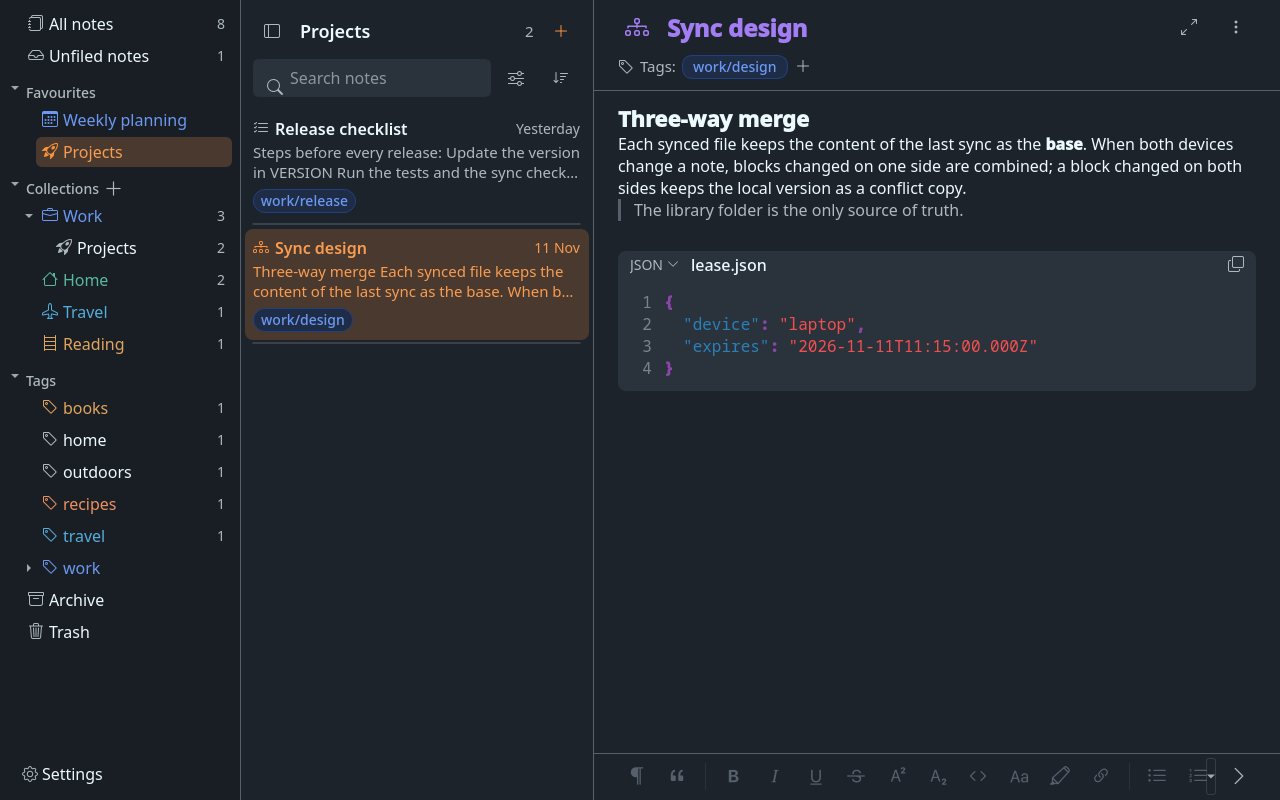 All notes 8
Unfiled notes 1
Favourites
Weekly planning
Projects
Collections
Work 3
Projects 2
Home 2
Travel 1
Reading 1
Tags
books 1
home 1
outdoors 1
recipes 1
travel 1
work
Archive
Trash
Settings
Projects 2
Search notes
Release checklist Yesterday
Steps before every release: Update the version
in VERSION Run the tests and the sync check...
work/release
Sync design 11 Nov
Three-way merge Each synced file keeps the
content of the last sync as the base. When b...
work/design
Sync design
Tags: work/design
Three-way merge
Each synced file keeps the content of the last sync as the base. When both devices
change a note, blocks changed on one side are combined; a block changed on both
sides keeps the local version as a conflict copy.
The library folder is the only source of truth.
JSON lease.json
1 {
2 "device": "laptop",
3 "expires": "2026-11-11T11:15:00.000Z"
4 }
B I U S A² A₂ Aa